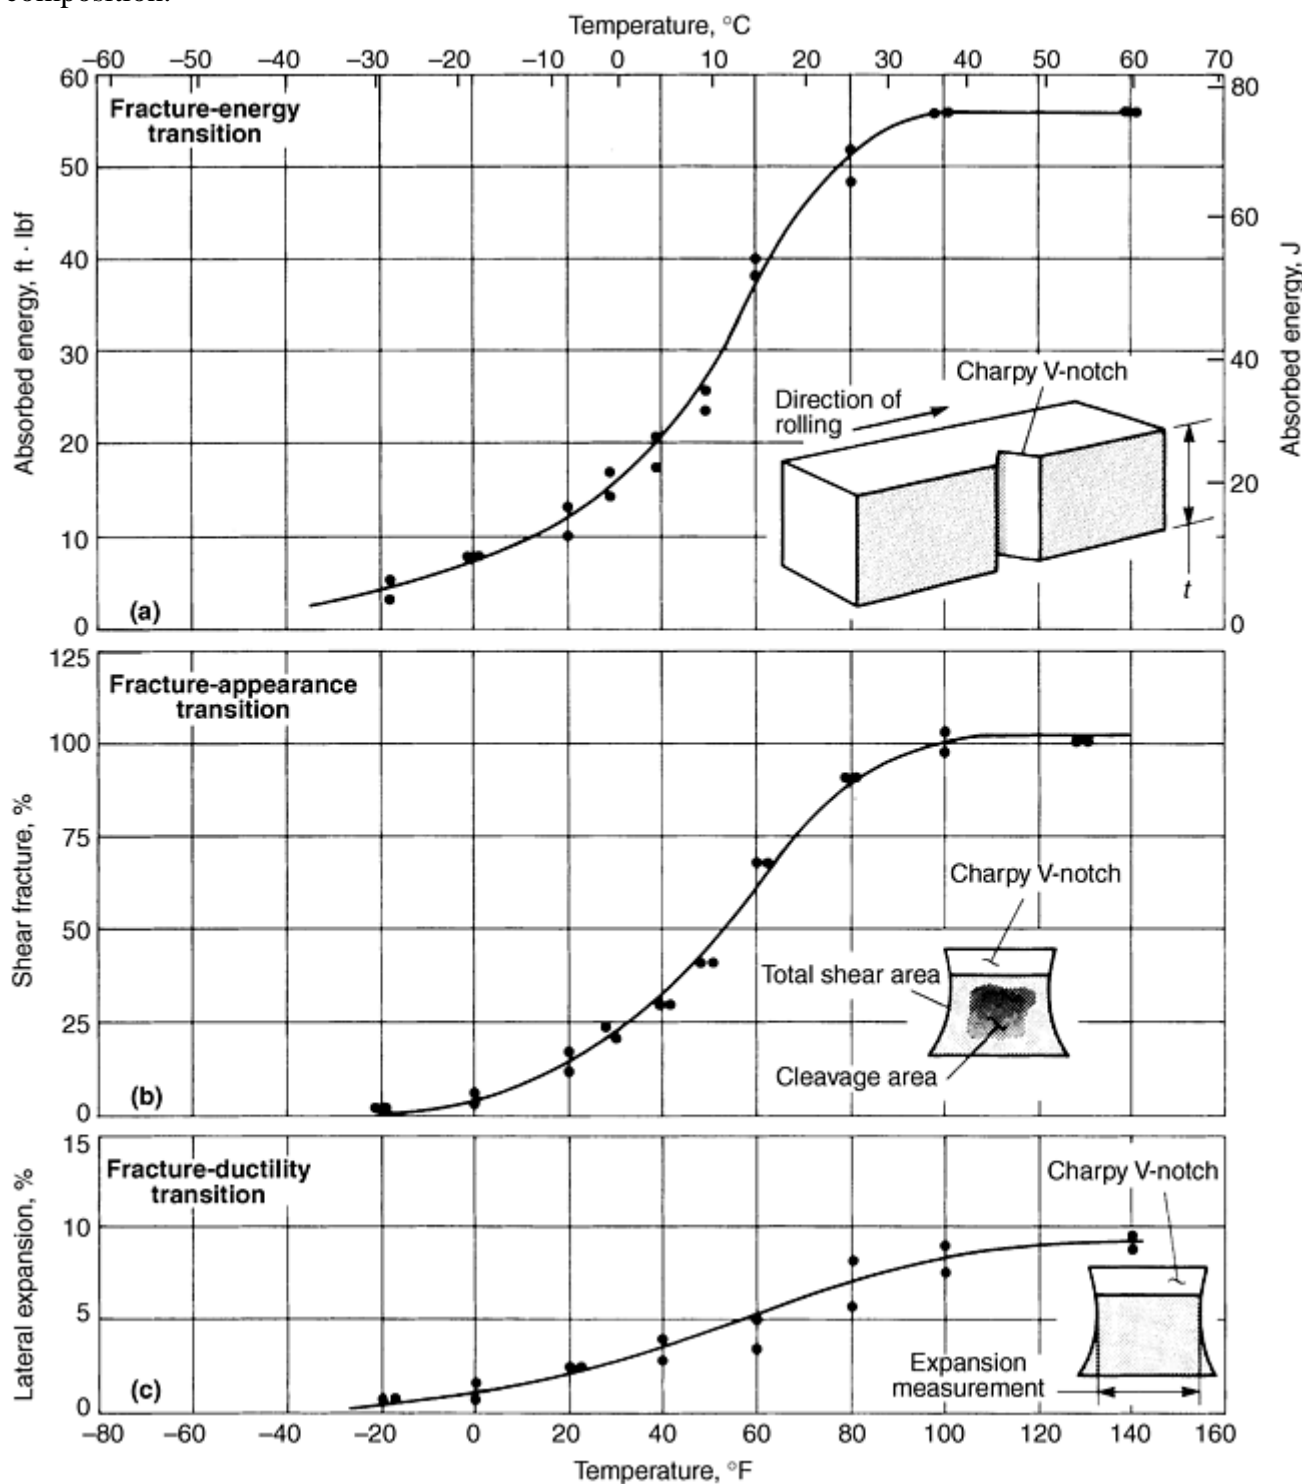 composition.
Temperature, °C
–60 –50 –40 –30 –20 –10 0 10 20 30 40 50 60 70
Fracture-energy
transition
60
50
40
30
20
10
0
Absorbed energy, ft · lbf
80
60
40
20
0
Absorbed energy, J
Charpy V-notch
Direction of
rolling
t
(a)
Fracture-appearance
transition
125
100
75
50
25
0
Shear fracture, %
Charpy V-notch
Total shear area
Cleavage area
(b)
Fracture-ductility
transition
15
10
5
0
Lateral expansion, %
Charpy V-notch
Expansion
measurement
(c)
–80 –60 –40 –20 0 20 40 60 80 100 120 140 160
Temperature, °F